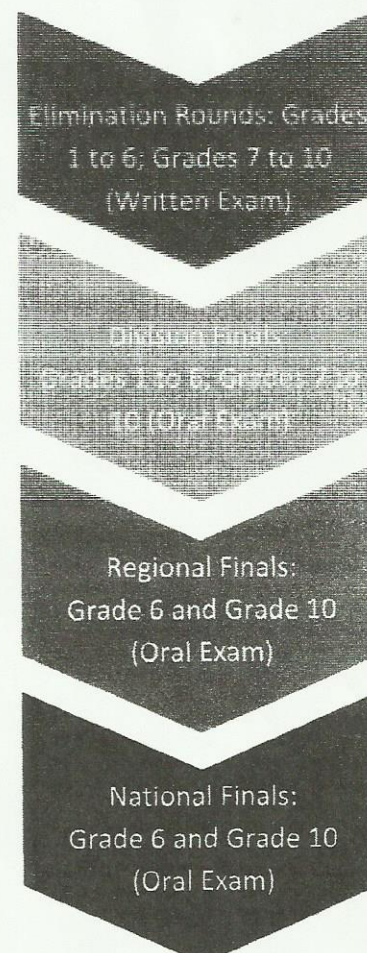 Elimination Rounds: Grades
1 to 6; Grades 7 to 10
(Written Exam)
Division Finals:
Grades 1 to 6; Grades 7 to
10 (Oral Exam)
Regional Finals:
Grade 6 and Grade 10
(Oral Exam)
National Finals:
Grade 6 and Grade 10
(Oral Exam)